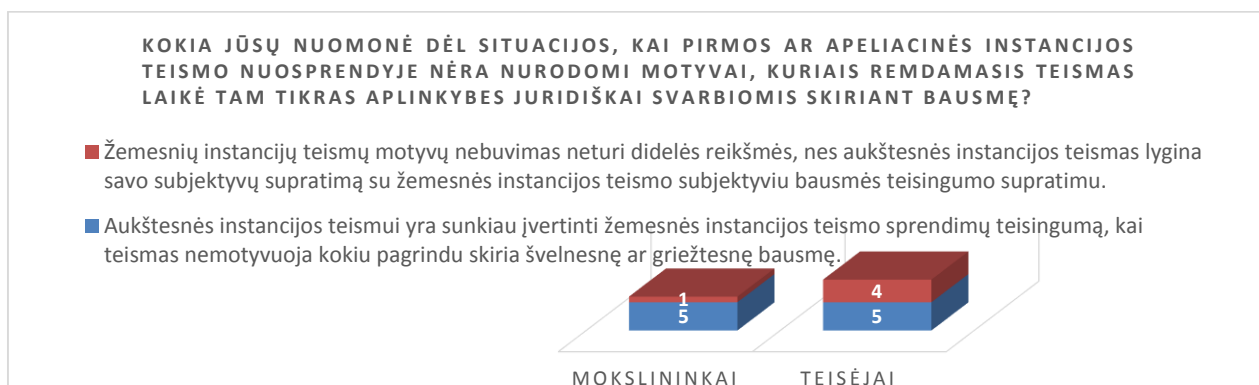 KOKIA JŪSŲ NUOMONĖ DĖL SITUACIJOS, KAI PIRMOS AR APELIACINĖS INSTANCIJOS
TEISMO NUOSPRENDYJE NĖRA NURODOMI MOTYVAI, KURIAIS REMDAMASIS TEISMAS
LAIKĖ TAM TIKRAS APLINKYBES JURIDIŠKAI SVARBIOMIS SKIRIANT BAUSMĘ?
Žemesnių instancijų teismų motyvų nebuvimas neturi didelės reikšmės, nes aukštesnės instancijos teismas lygina
savo subjektyvų supratimą su žemesnės instancijos teismo subjektyviu bausmės teisingumo supratimu.
Aukštesnės instancijos teismui yra sunkiau įvertinti žemesnės instancijos teismo sprendimų teisingumą, kai
teismas nemotyvuoja kokiu pagrindu skiria švelnesnę ar griežtesnę bausmę.
1 4
5 5
MOKSLININKAI TEISĖJAI